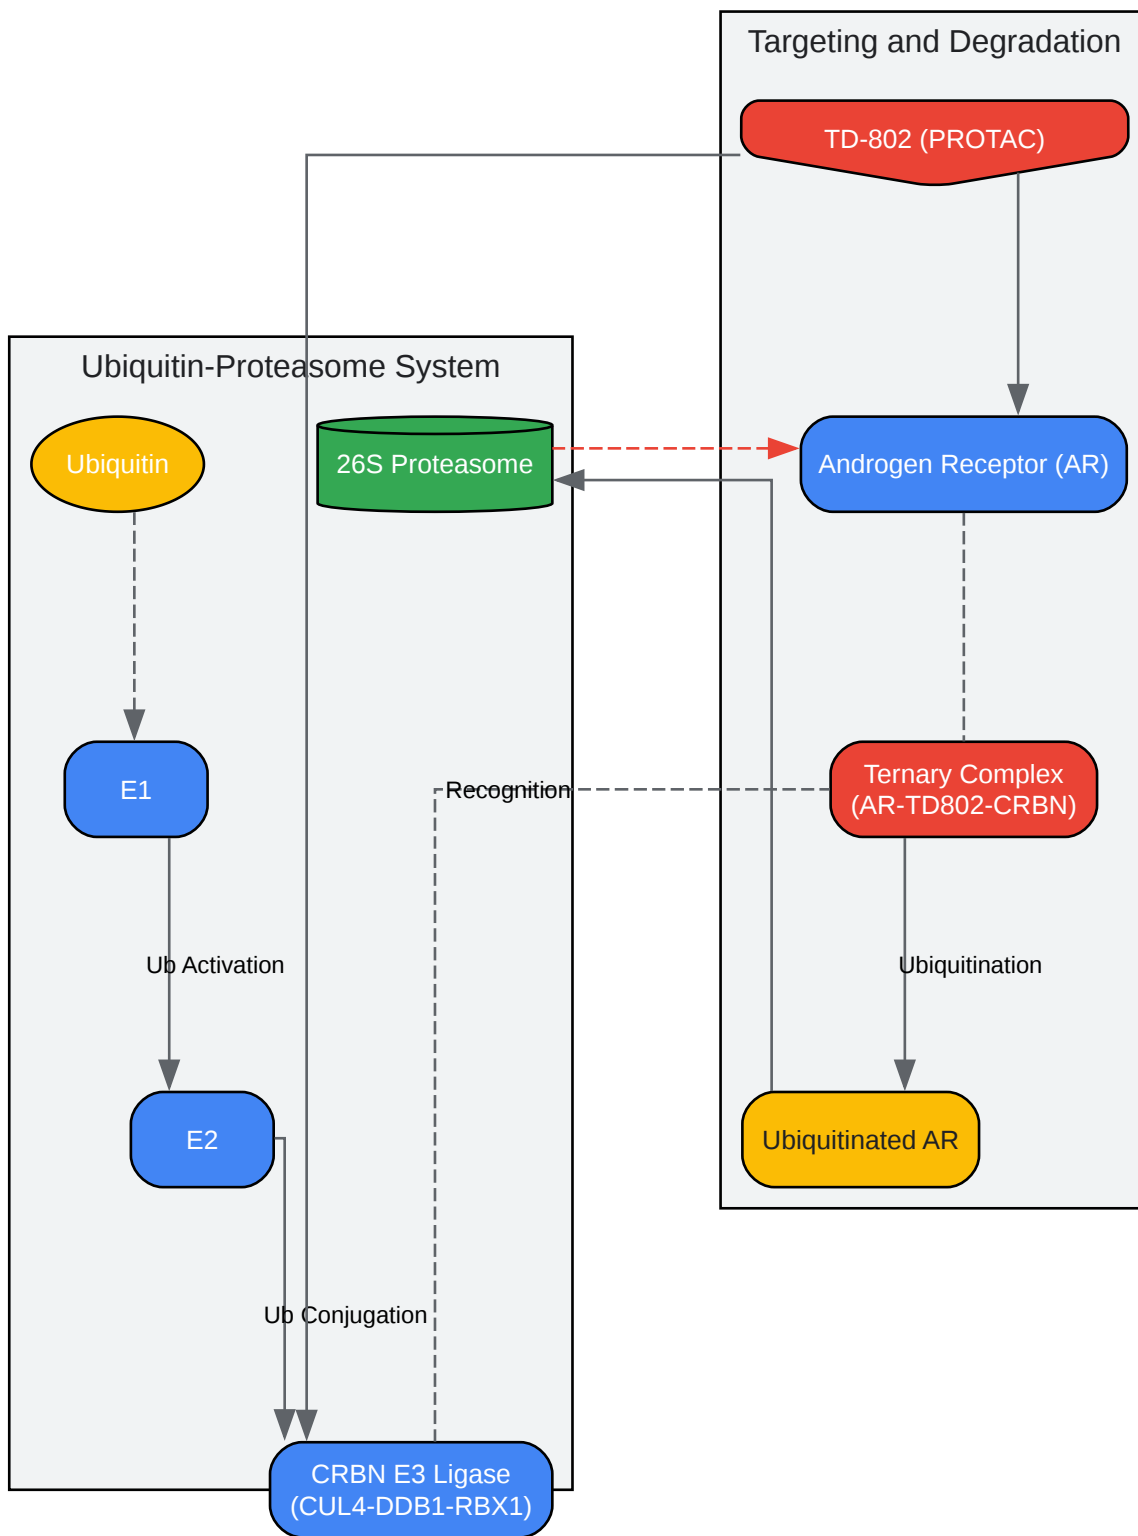 Targeting and Degradation
TD-802 (PROTAC)
Ubiquitin-Proteasome System
Ubiquitin
26S Proteasome
Androgen Receptor (AR)
E1
Recognition
Ternary Complex
(AR-TD802-CRBN)
Ub Activation
Ubiquitination
E2
Ubiquitinated AR
Ub Conjugation
CRBN E3 Ligase
(CUL4-DDB1-RBX1)